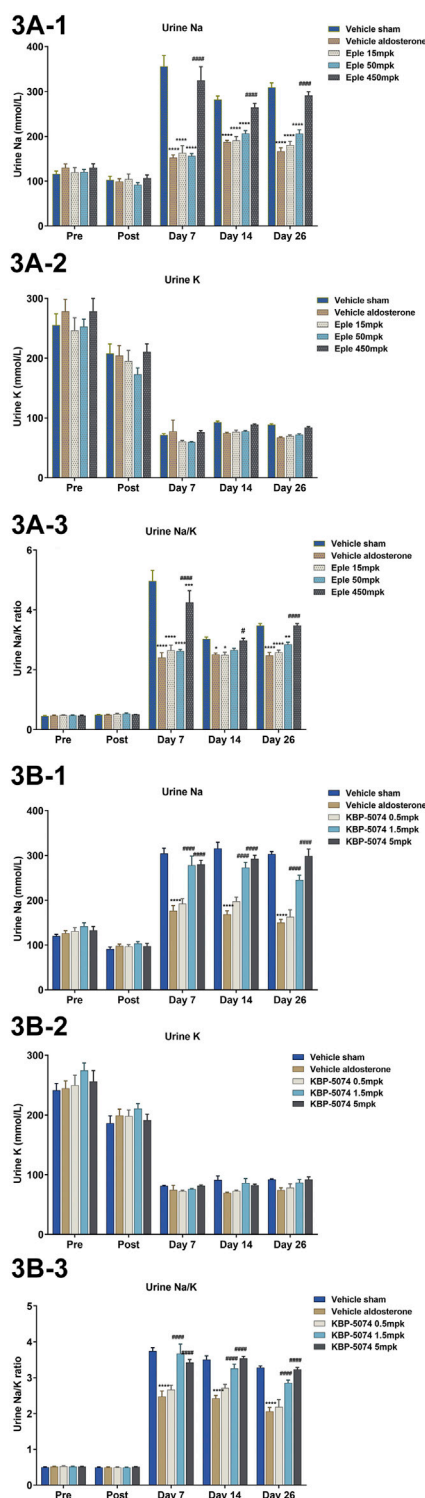 3A-1
Urine Na
Vehicle sham
Vehicle aldosterone
Eple 15mpk
Eple 50mpk
Eple 450mpk
Urine Na (mmol/L)
400
300
200
100
0
####
****
****
****
####
****
****
****
####
****
****
****
Pre Post Day 7 Day 14 Day 26
3A-2
Urine K
Vehicle sham
Vehicle aldosterone
Eple 15mpk
Eple 50mpk
Eple 450mpk
Urine K (mmol/L)
300
200
100
0
Pre Post Day 7 Day 14 Day 26
3A-3
Urine Na/K
Vehicle sham
Vehicle aldosterone
Eple 15mpk
Eple 50mpk
Eple 450mpk
Urine Na/K ratio
6
4
2
0
####
***
****
****
****
#
*
*
####
****
****
**
Pre Post Day 7 Day 14 Day 26
3B-1
Urine Na
Vehicle sham
Vehicle aldosterone
KBP-5074 0.5mpk
KBP-5074 1.5mpk
KBP-5074 5mpk
Urine Na (mmol/L)
400
300
200
100
0
####
####
****
####
####
****
####
####
****
Pre Post Day 7 Day 14 Day 26
3B-2
Urine K
Vehicle sham
Vehicle aldosterone
KBP-5074 0.5mpk
KBP-5074 1.5mpk
KBP-5074 5mpk
Urine K (mmol/L)
300
200
100
0
Pre Post Day 7 Day 14 Day 26
3B-3
Urine Na/K
Vehicle sham
Vehicle aldosterone
KBP-5074 0.5mpk
KBP-5074 1.5mpk
KBP-5074 5mpk
Urine Na/K ratio
5
4
3
2
1
0
####
####
****
####
####
****
####
####
****
Pre Post Day 7 Day 14 Day 26